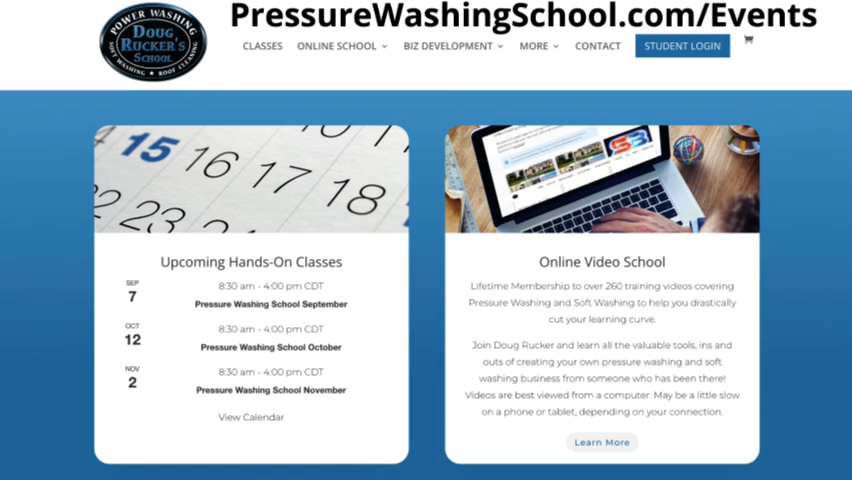 PressureWashingSchool.com/Events
POWER WASHING
DOUG
RUCKER'S
SCHOOL
SOFT WASHING ★ ROOF CLEANING
CLASSES ONLINE SCHOOL BIZ DEVELOPMENT MORE CONTACT STUDENT LOGIN
15 16 17 18
22 23
Upcoming Hands-On Classes
SEP
7
8:30 am - 4:00 pm CDT
Pressure Washing School September
OCT
12
8:30 am - 4:00 pm CDT
Pressure Washing School October
NOV
2
8:30 am - 4:00 pm CDT
Pressure Washing School November
View Calendar
Online Video School
Lifetime Membership to over 260 training videos covering
Pressure Washing and Soft Washing to help you drastically
cut your learning curve.
Join Doug Rucker and learn all the valuable tools, ins and
outs of creating your own pressure washing and soft
washing business from someone who has been there!
Videos are best viewed from a computer. May be a little slow
on a phone or tablet, depending on your connection.
Learn More